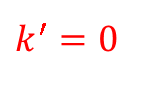 k′ = 0